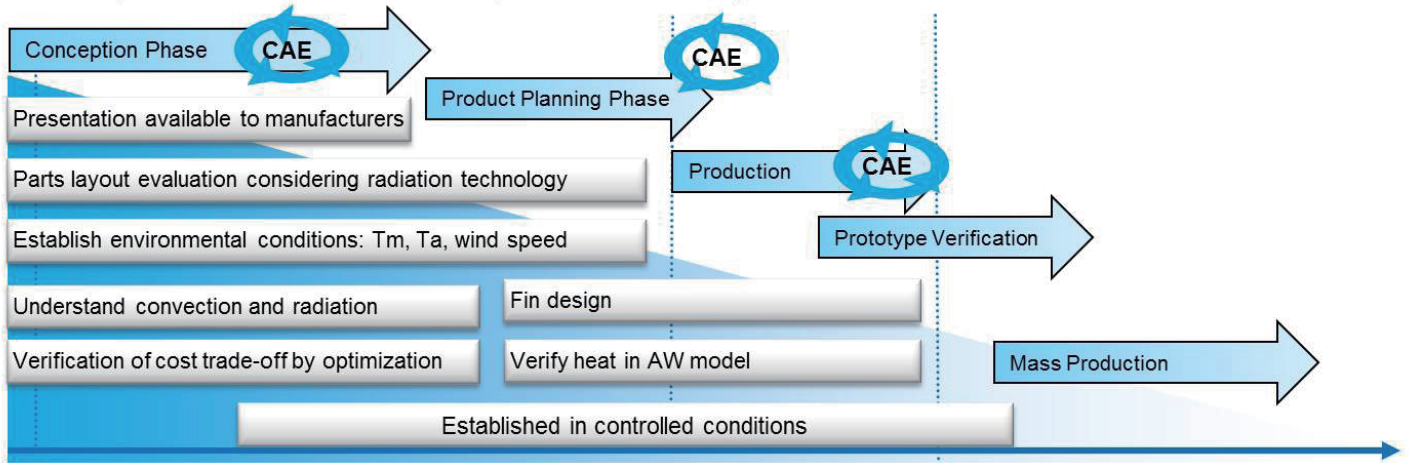 Conception Phase
CAE
CAE
Product Planning Phase
Presentation available to manufacturers
Production
CAE
Parts layout evaluation considering radiation technology
Establish environmental conditions: Tm, Ta, wind speed
Prototype Verification
Understand convection and radiation
Fin design
Verification of cost trade-off by optimization
Verify heat in AW model
Mass Production
Established in controlled conditions